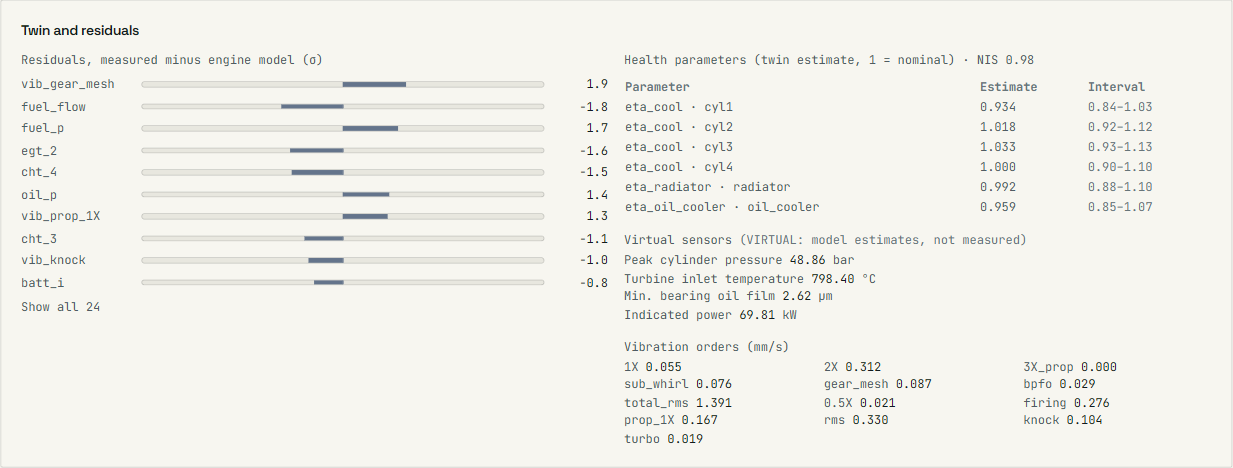 Twin and residuals
Residuals, measured minus engine model (σ)
vib_gear_mesh 1.9
fuel_flow -1.8
fuel_p 1.7
egt_2 -1.6
cht_4 -1.5
oil_p 1.4
vib_prop_1X 1.3
cht_3 -1.1
vib_knock -1.0
batt_i -0.8
Show all 24
Health parameters (twin estimate, 1 = nominal) · NIS 0.98
Parameter Estimate Interval
eta_cool · cyl1 0.934 0.84–1.03
eta_cool · cyl2 1.018 0.92–1.12
eta_cool · cyl3 1.033 0.93–1.13
eta_cool · cyl4 1.000 0.90–1.10
eta_radiator · radiator 0.992 0.88–1.10
eta_oil_cooler · oil_cooler 0.959 0.85–1.07
Virtual sensors (VIRTUAL: model estimates, not measured)
Peak cylinder pressure 48.86 bar
Turbine inlet temperature 798.40 °C
Min. bearing oil film 2.62 µm
Indicated power 69.81 kW
Vibration orders (mm/s)
1X 0.055 2X 0.312 3X_prop 0.000
sub_whirl 0.076 gear_mesh 0.087 bpfo 0.029
total_rms 1.391 0.5X 0.021 firing 0.276
prop_1X 0.167 rms 0.330 knock 0.104
turbo 0.019